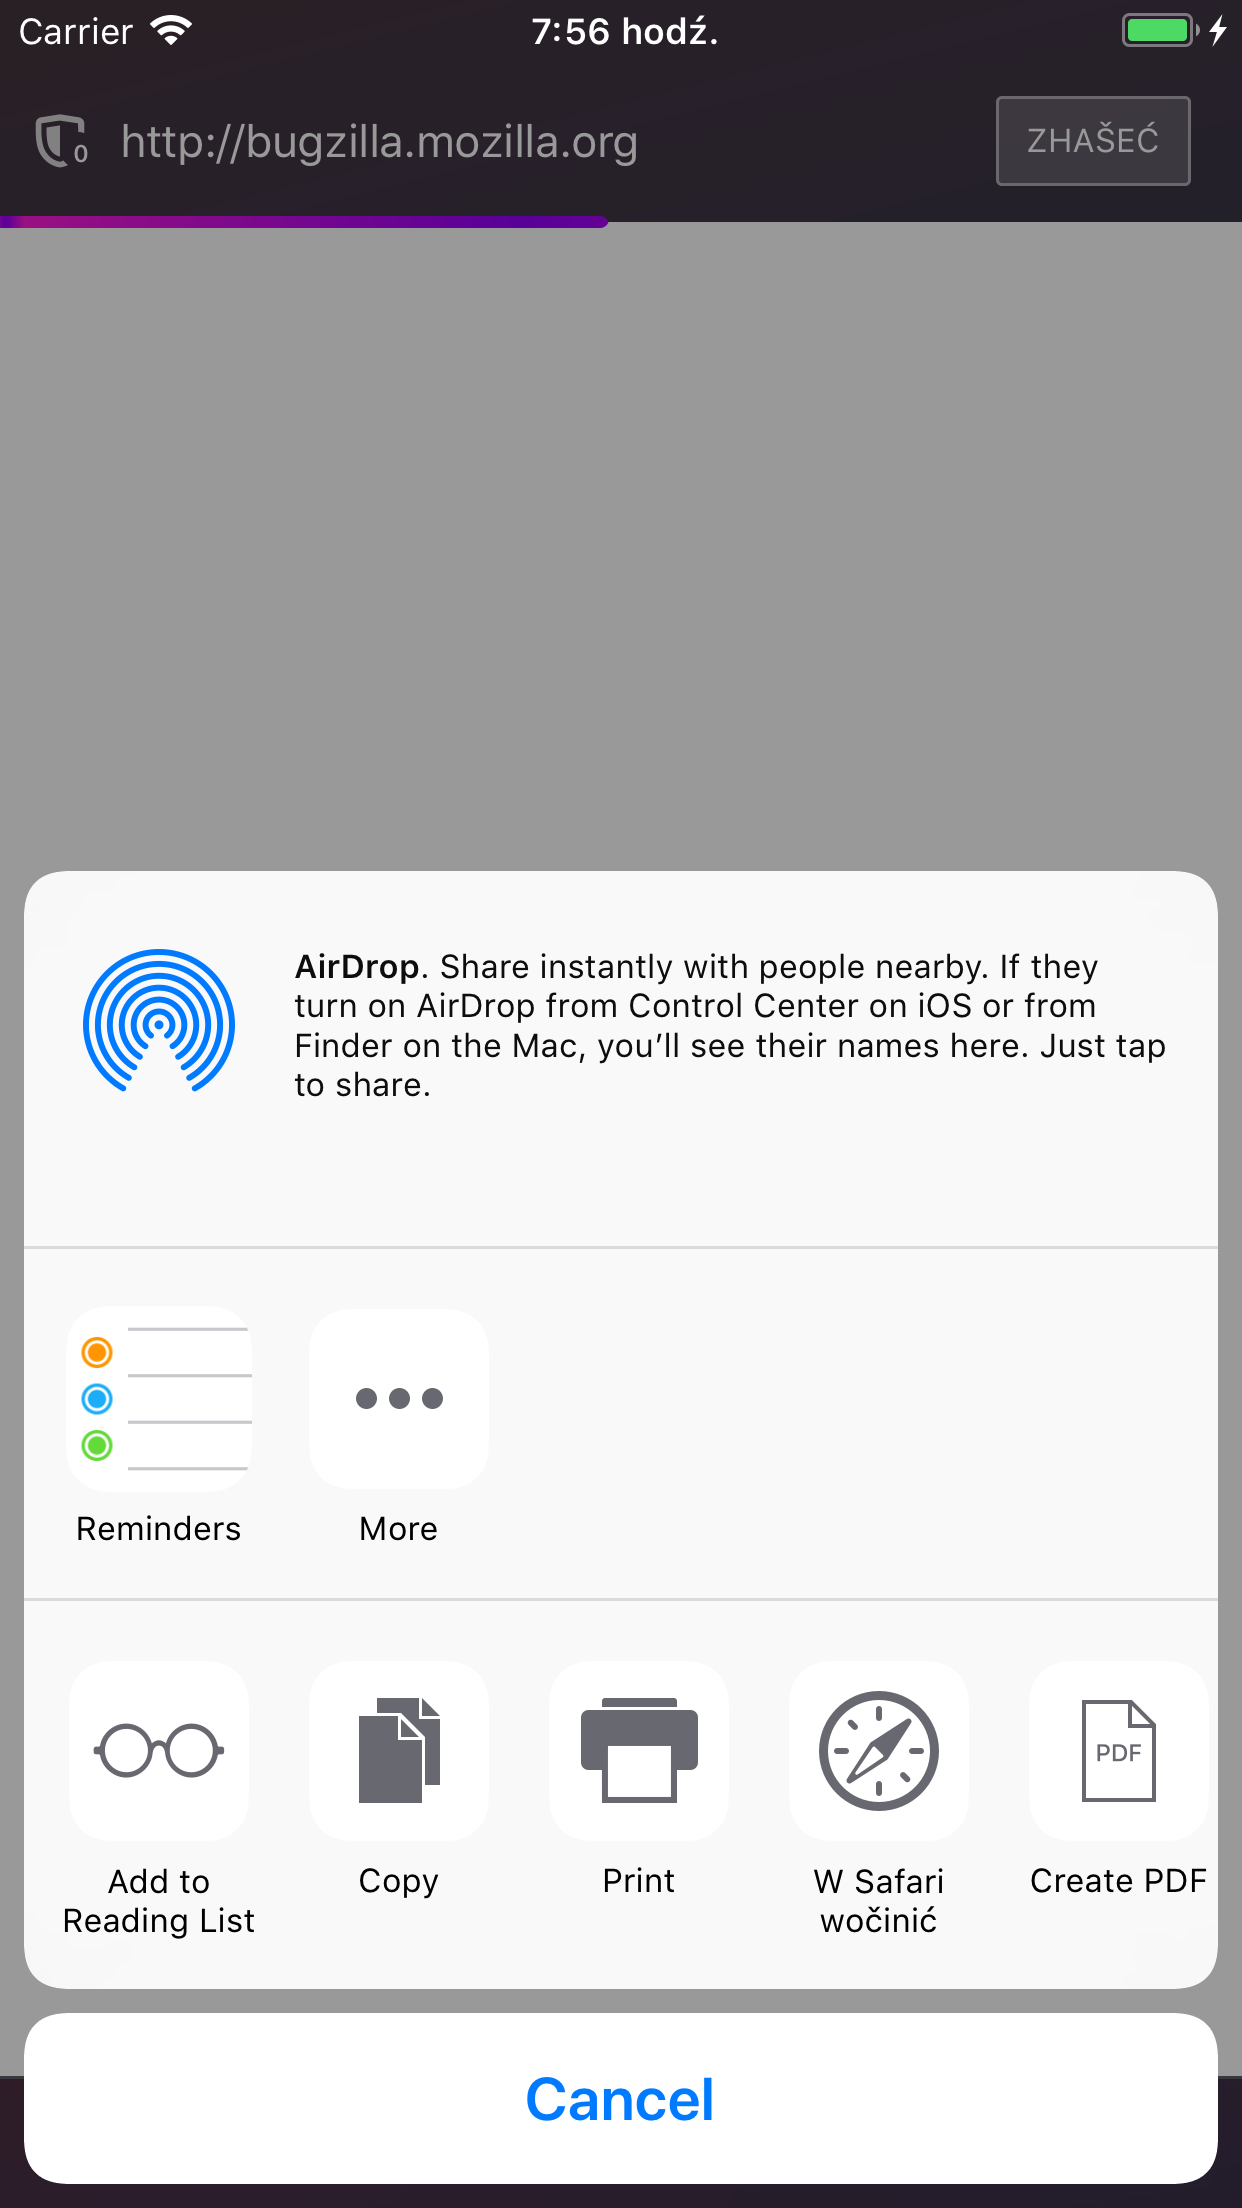 Carrier
7:56 hodź.
0
http://bugzilla.mozilla.org
ZHAŠEĆ
AirDrop. Share instantly with people nearby. If they
turn on AirDrop from Control Center on iOS or from
Finder on the Mac, you’ll see their names here. Just tap
to share.
Reminders
More
PDF
Add to
Reading List
Copy
Print
W Safari
wočinić
Create PDF
Cancel